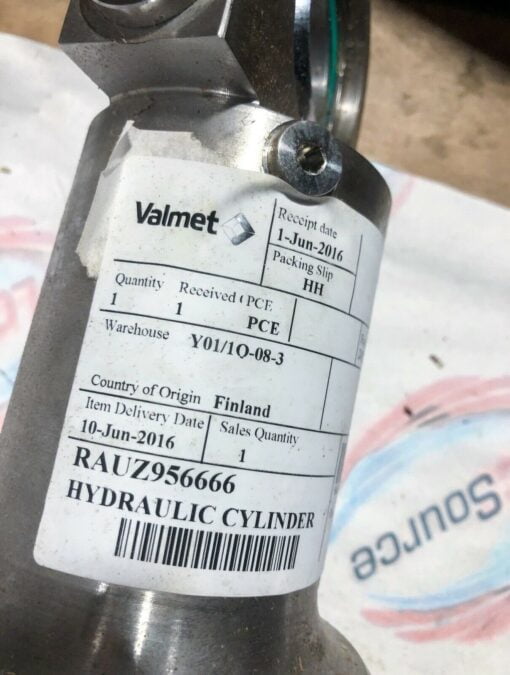 Valmet
Receipt date
1-Jun-2016
Packing Slip
HH
Quantity Received PCE
1 1 PCE
Warehouse Y01/1O-08-3
Country of Origin Finland
Item Delivery Date Sales Quantity
10-Jun-2016 1
RAUZ956666
HYDRAULIC CYLINDER
Source